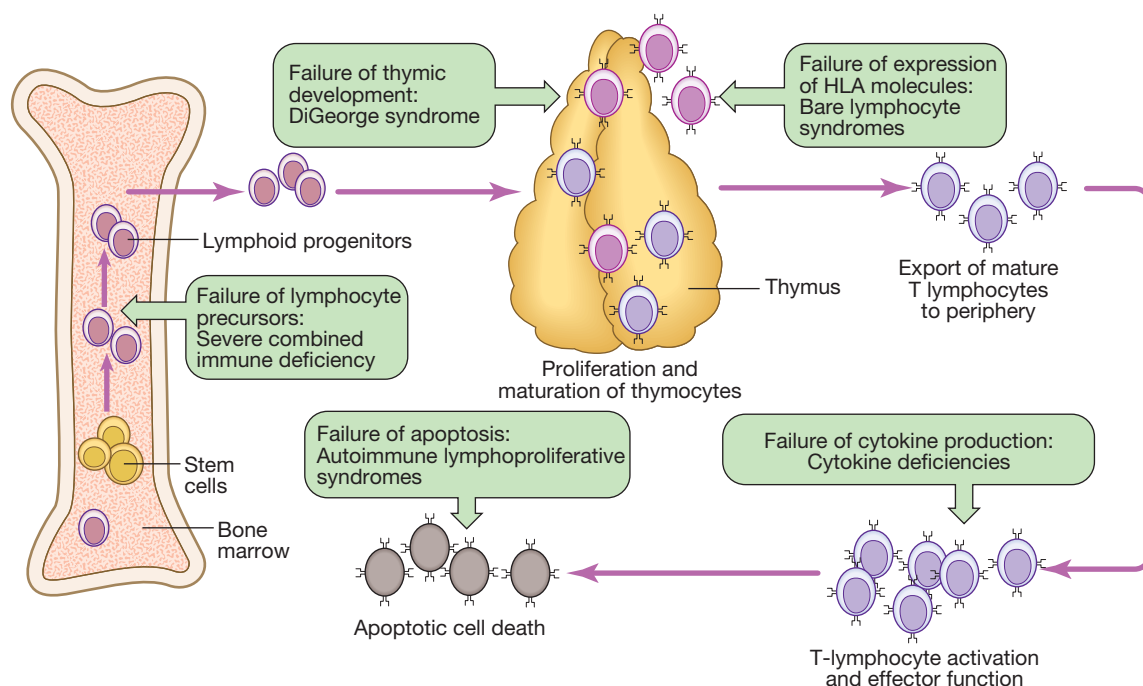 Failure of thymic
development:
DiGeorge syndrome
Failure of expression
of HLA molecules:
Bare lymphocyte
syndromes
Lymphoid progenitors
Failure of lymphocyte
precursors:
Severe combined
immune deficiency
Thymus
Export of mature
T lymphocytes
to periphery
Proliferation and
maturation of thymocytes
Stem
cells
Bone
marrow
Failure of apoptosis:
Autoimmune lymphoproliferative
syndromes
Failure of cytokine production:
Cytokine deficiencies
Apoptotic cell death
T-lymphocyte activation
and effector function